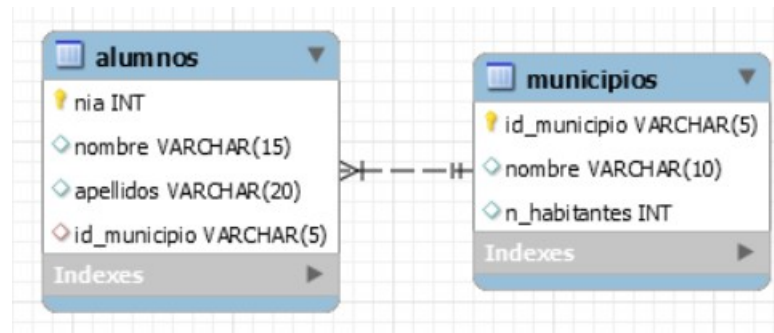 alumnos
nia INT
nombre VARCHAR(15)
apellidos VARCHAR(20)
id_municipio VARCHAR(5)
Indexes
municipios
id_municipio VARCHAR(5)
nombre VARCHAR(10)
n_habitantes INT
Indexes